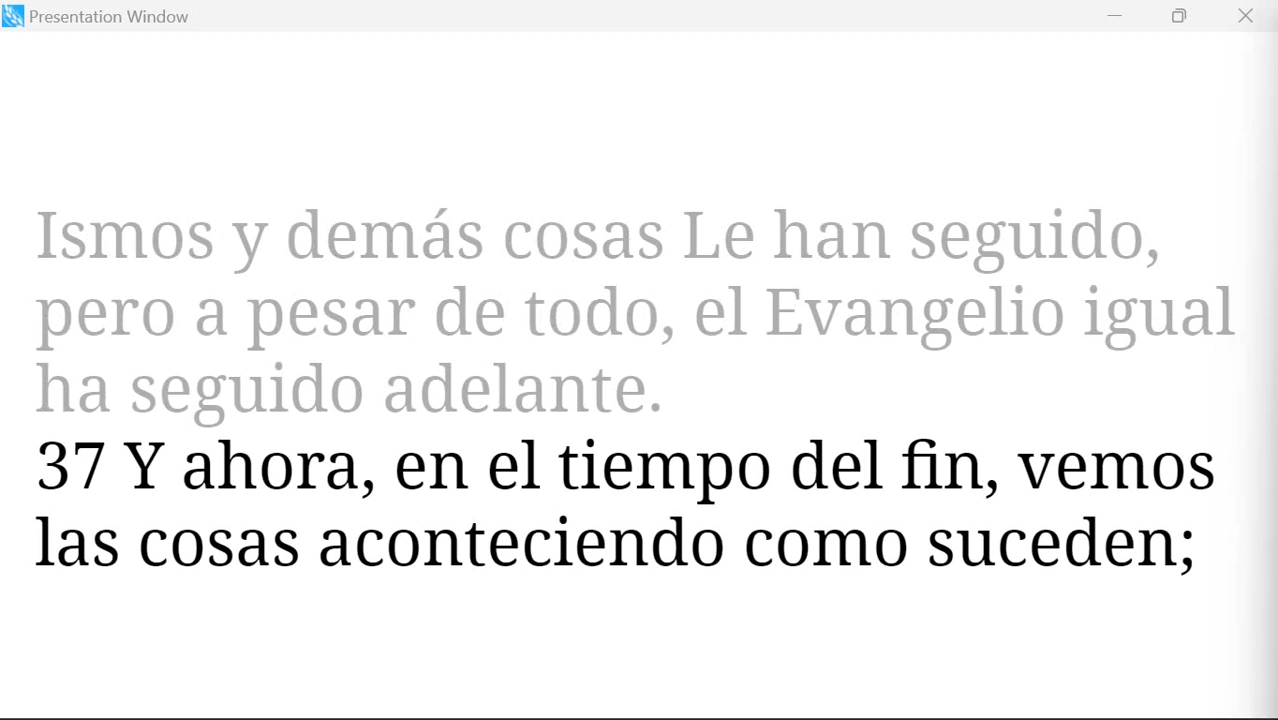 Presentation Window
Ismos y demás cosas Le han seguido,
pero a pesar de todo, el Evangelio igual
ha seguido adelante.
37 Y ahora, en el tiempo del fin, vemos
las cosas aconteciendo como suceden;